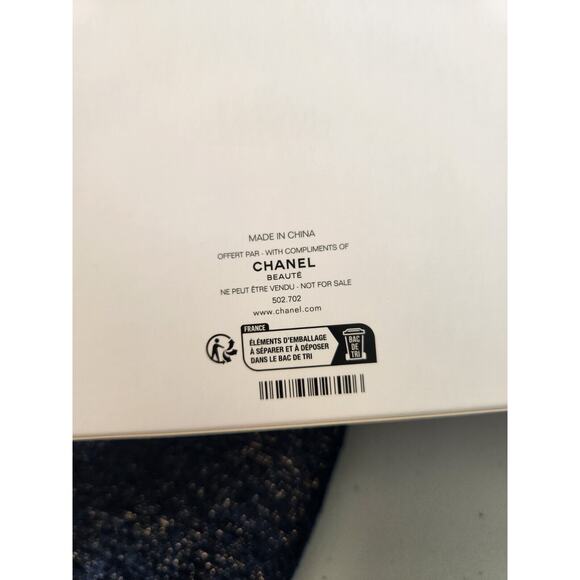 MADE IN CHINA
OFFERT PAR - WITH COMPLIMENTS OF
CHANEL
BEAUTÉ
NE PEUT ÊTRE VENDU - NOT FOR SALE
502.702
www.chanel.com
FRANCE
ÉLÉMENTS D'EMBALLAGE
À SÉPARER ET À DÉPOSER
DANS LE BAC DE TRI
BAC
DE
TRI